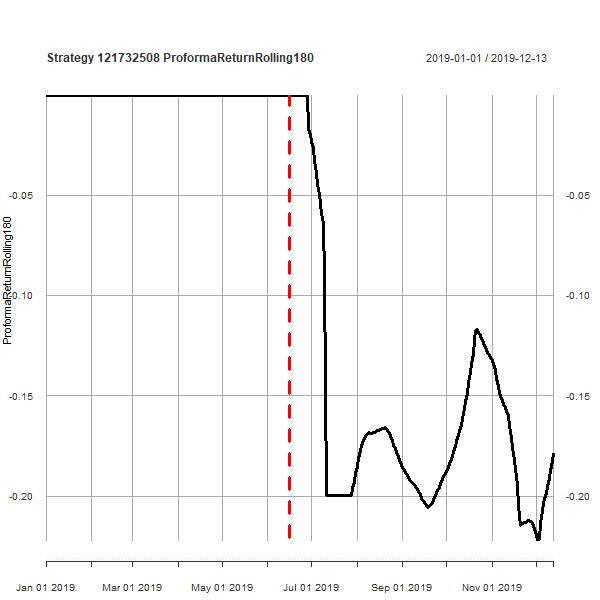 Strategy 121732508 ProformaReturnRolling180
2019-01-01 / 2019-12-13
ProformaReturnRolling180
-0.05
-0.10
-0.15
-0.20
-0.05
-0.10
-0.15
-0.20
Jan 01 2019
Mar 01 2019
May 01 2019
Jul 01 2019
Sep 01 2019
Nov 01 2019